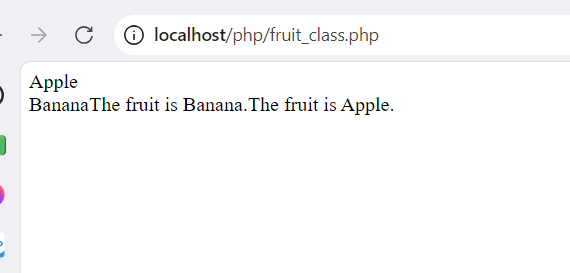 localhost/php/fruit_class.php
Apple
BananaThe fruit is Banana.The fruit is Apple.